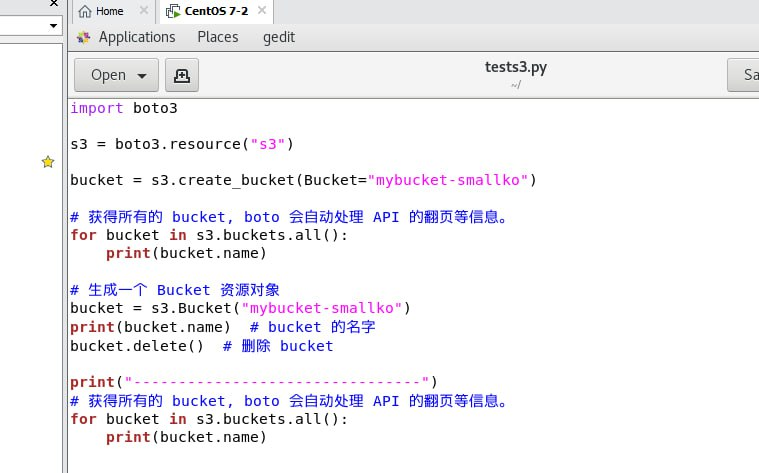 Home
CentOS 7-2
Applications Places gedit
Open
tests3.py
~/
Sa
import boto3
s3 = boto3.resource("s3")
bucket = s3.create_bucket(Bucket="mybucket-smallko")
# 获得所有的 bucket, boto 会自动处理 API 的翻页等信息。
for bucket in s3.buckets.all():
    print(bucket.name)
# 生成一个 Bucket 资源对象
bucket = s3.Bucket("mybucket-smallko")
print(bucket.name)  # bucket 的名字
bucket.delete()  # 删除 bucket
print("--------------------------------")
# 获得所有的 bucket, boto 会自动处理 API 的翻页等信息。
for bucket in s3.buckets.all():
    print(bucket.name)